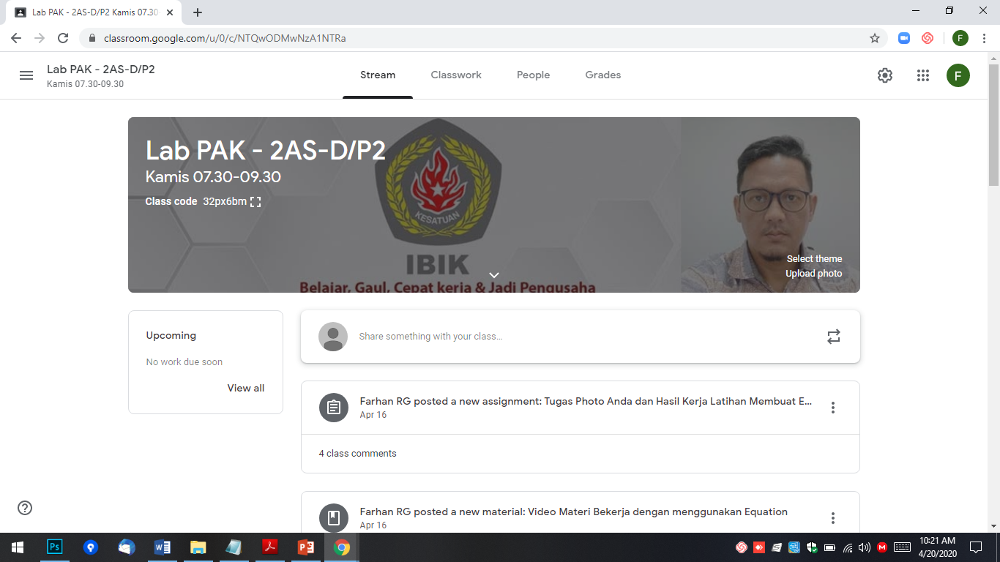 Lab PAK - 2AS-D/P2 Kamis 07.30-
classroom.google.com/u/0/c/NTQwODMwNzA1NTRa
F
Lab PAK - 2AS-D/P2
Kamis 07.30-09.30
Stream
Classwork
People
Grades
F
Lab PAK - 2AS-D/P2
Kamis 07.30-09.30
Class code 32px6bm
KESATUAN
IBIK
Belajar, Gaul, Cepat kerja & Jadi Pengusaha
Select theme
Upload photo
Upcoming
No work due soon
View all
Share something with your class...
Farhan RG posted a new assignment: Tugas Photo Anda dan Hasil Kerja Latihan Membuat E...
Apr 16
4 class comments
Farhan RG posted a new material: Video Materi Bekerja dengan menggunakan Equation
Apr 16
Ps
10:21 AM
4/20/2020